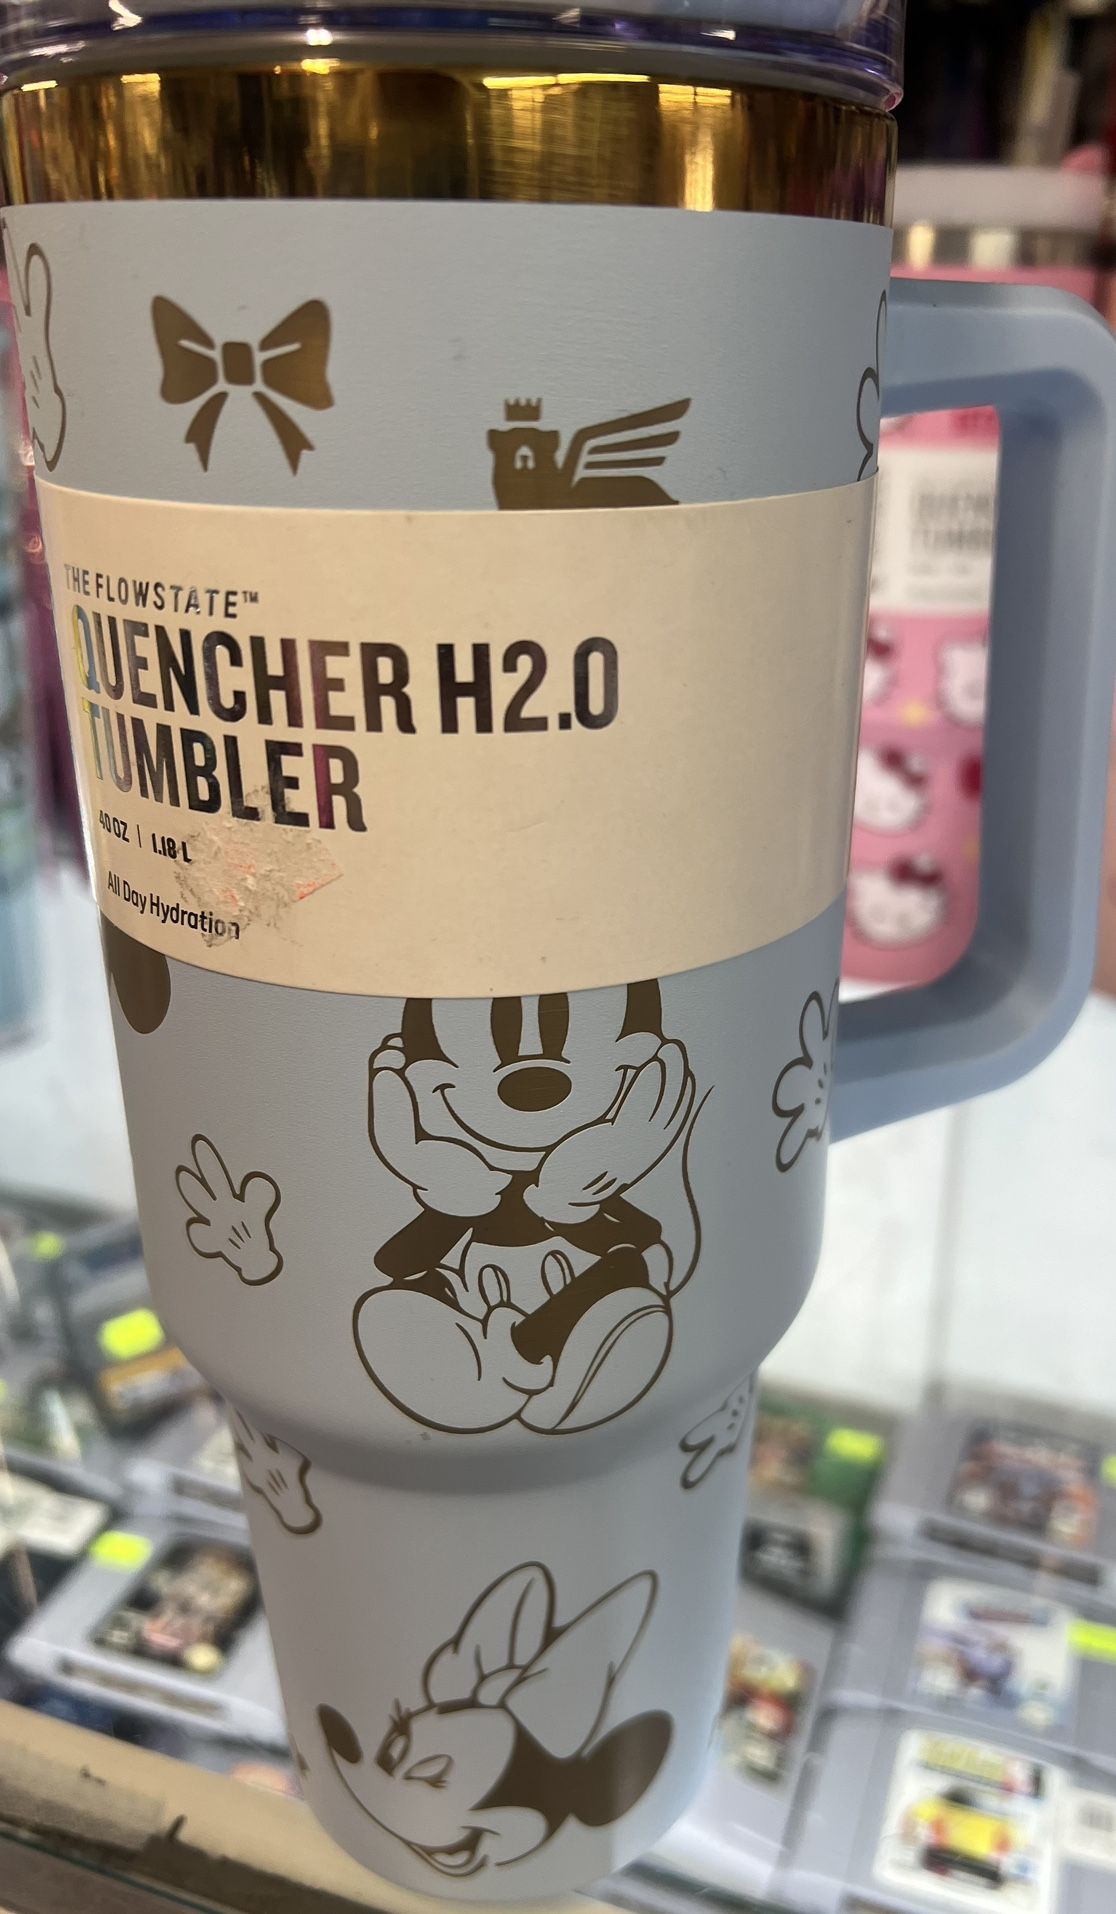 THE FLOWSTATE™
QUENCHER H2.0
TUMBLER
40 OZ | 1.18 L
All Day Hydration